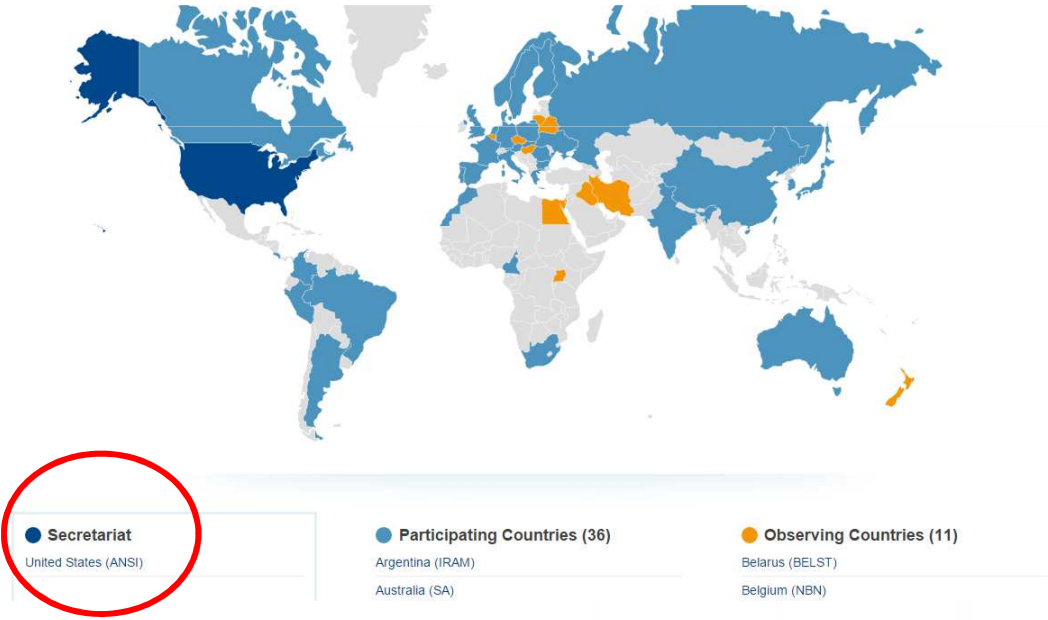 Secretariat
United States (ANSI)
Participating Countries (36)
Argentina (IRAM)
Australia (SA)
Observing Countries (11)
Belarus (BELST)
Belgium (NBN)